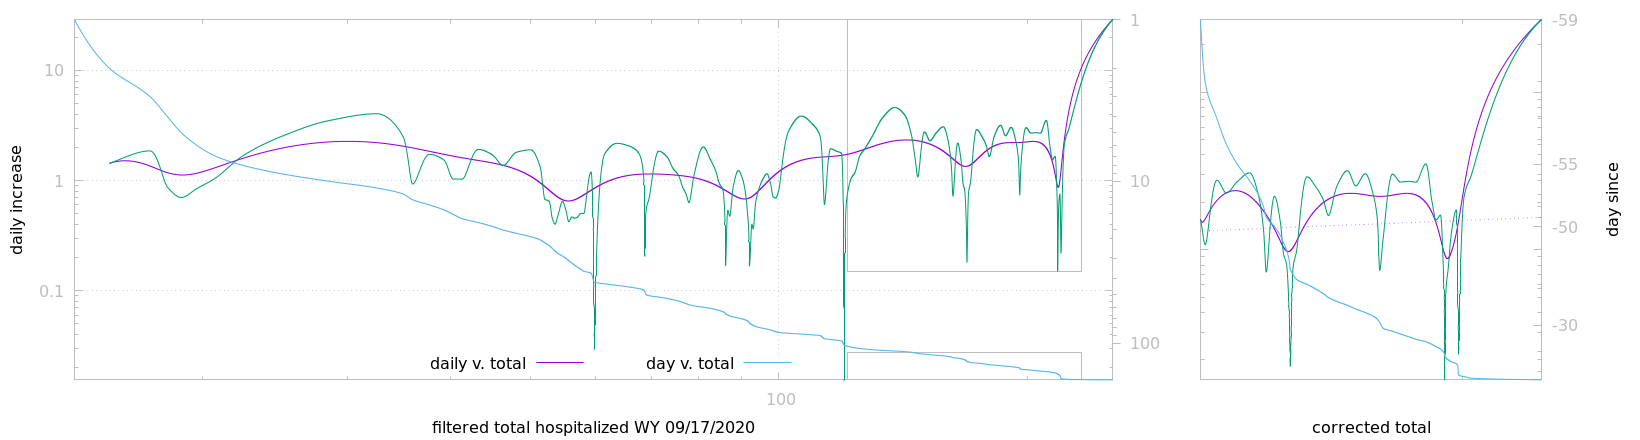 10
1
0.1
daily increase
daily v. total
day v. total
100
filtered total hospitalized WY 09/17/2020
1
10
100
-59
-55
-50
-30
day since
corrected total